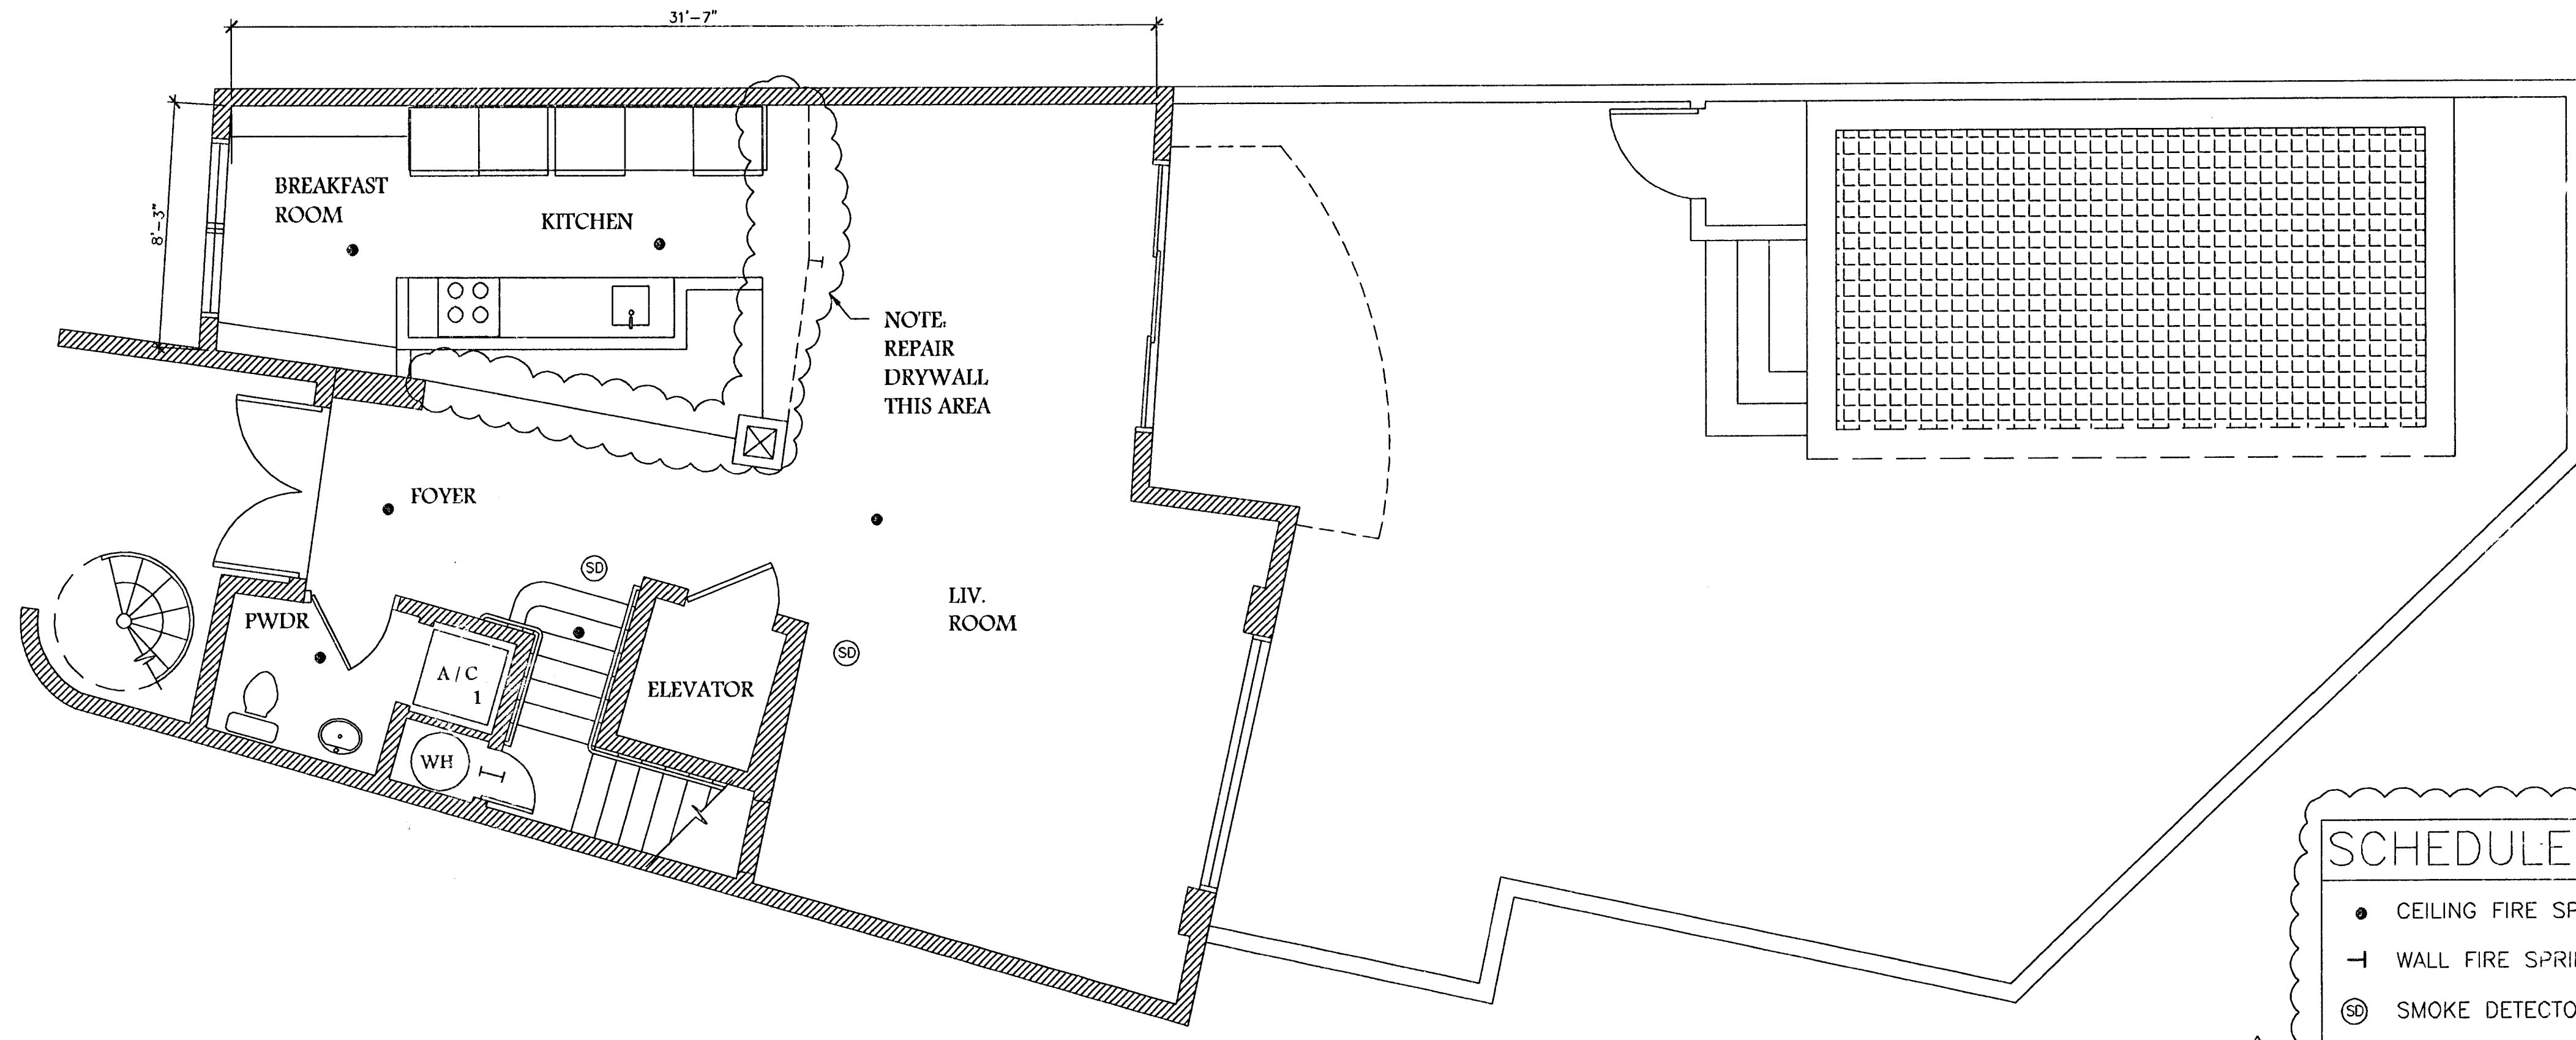 31'-7"
8'-3"
BREAKFAST
ROOM
KITCHEN
NOTE:
REPAIR
DRYWALL
THIS AREA
FOYER
SD
LIV.
ROOM
PWDR
SD
A / C
1
ELEVATOR
WH
SCHEDULE
CEILING FIRE SP
WALL FIRE SPRI
SD SMOKE DETECTO